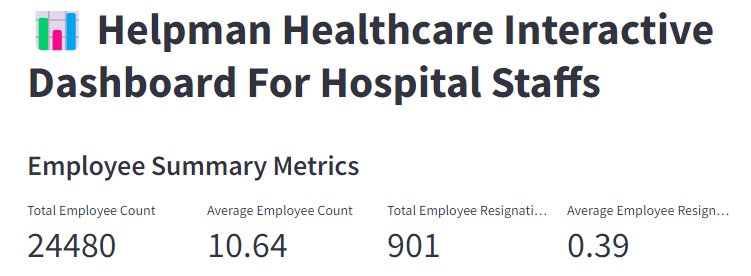 Helpman Healthcare Interactive
Dashboard For Hospital Staffs
Employee Summary Metrics
Total Employee Count
24480
Average Employee Count
10.64
Total Employee Resignati…
901
Average Employee Resign…
0.39